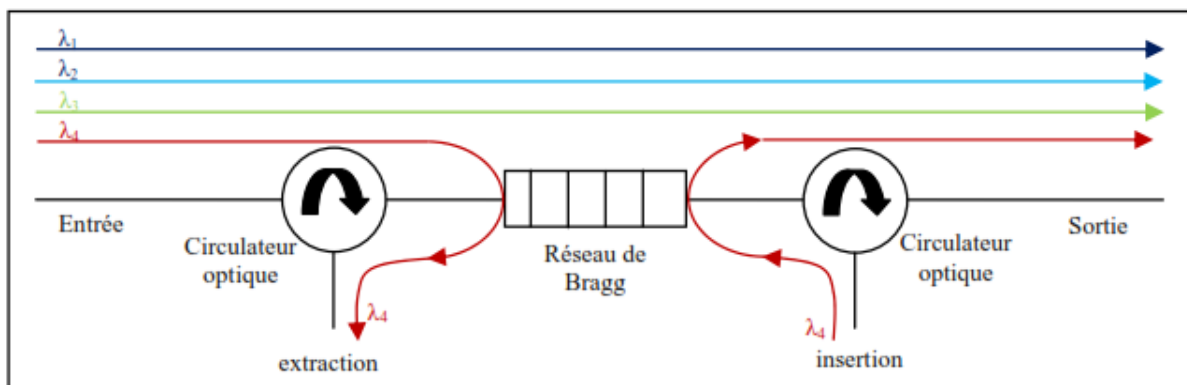 λ1
λ2
λ3
λ4
Entrée
Circulateur
optique
Réseau de
Bragg
Circulateur
optique
Sortie
λ4
λ4
extraction
insertion